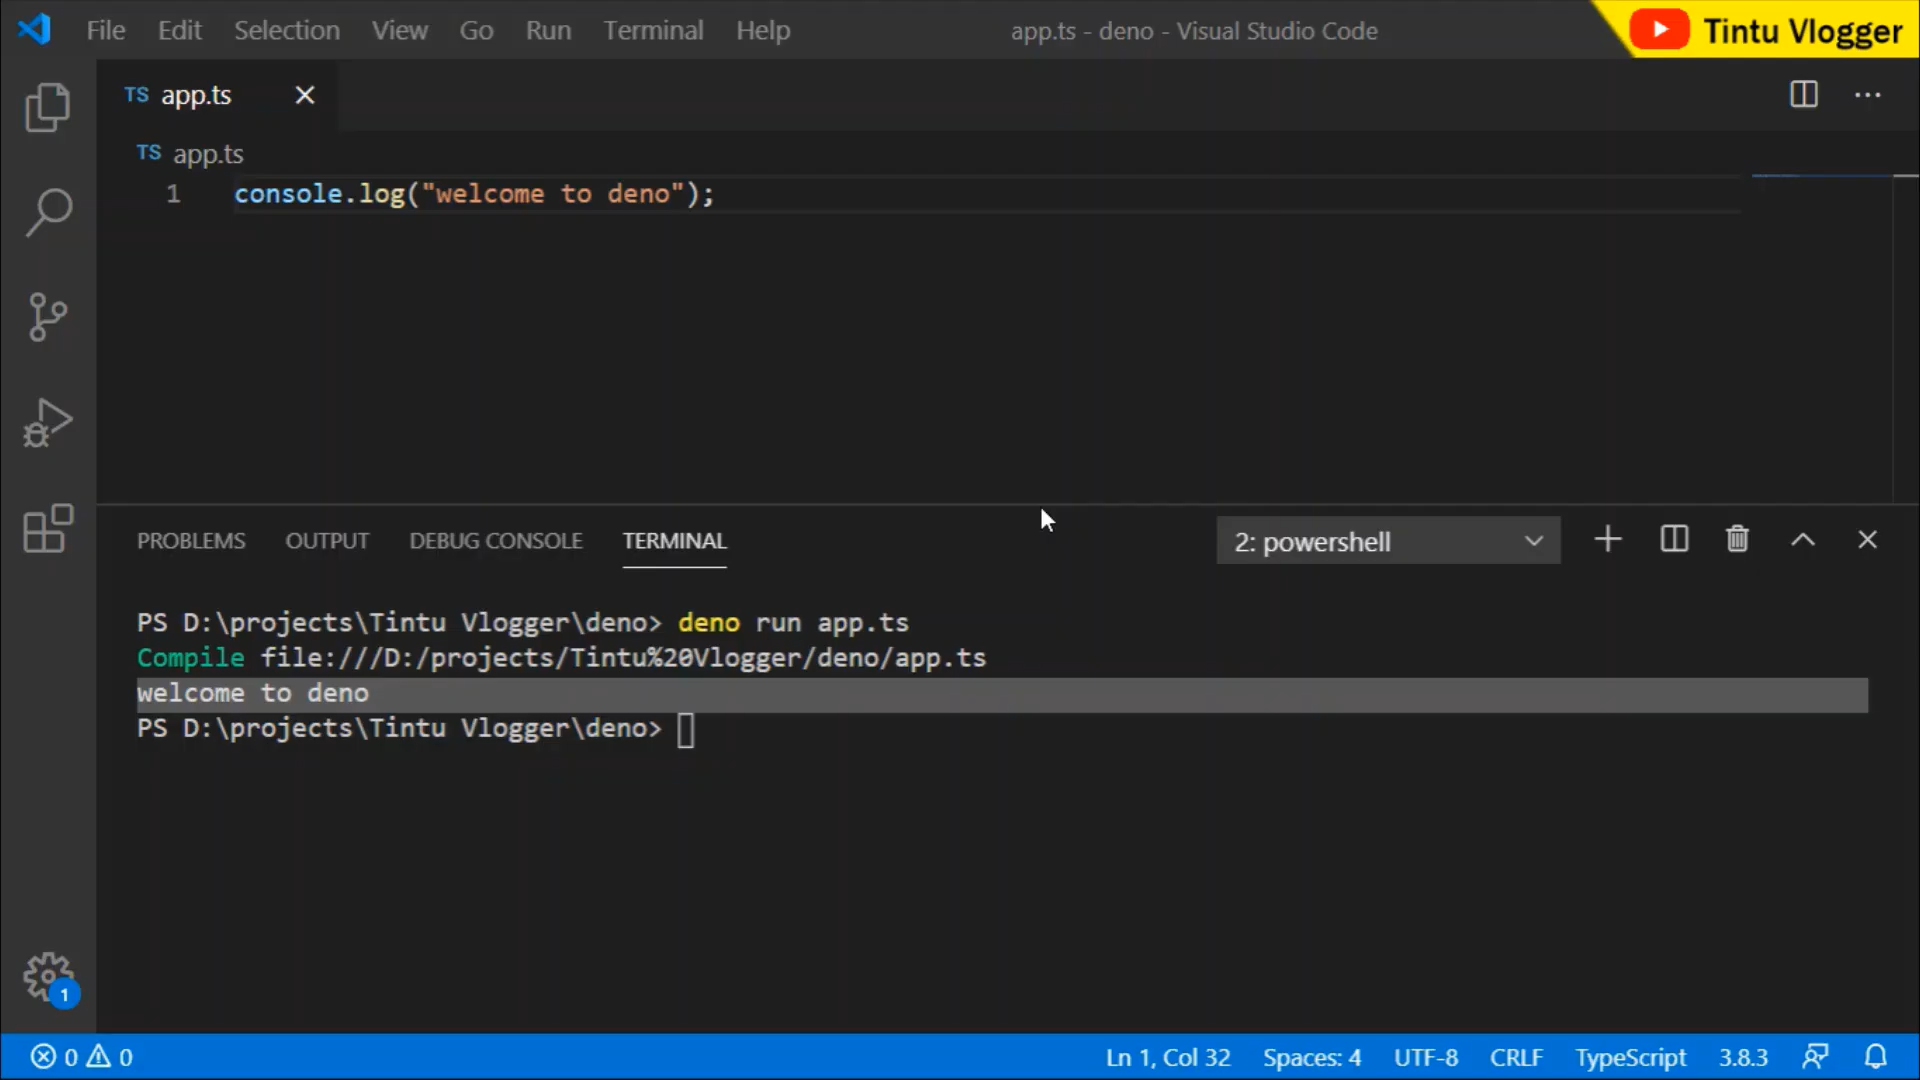 File Edit Selection View Go Run Terminal Help app.ts - deno - Visual Studio Code Tintu Vlogger
TS app.ts
TS app.ts
1 console.log("welcome to deno");
PROBLEMS OUTPUT DEBUG CONSOLE TERMINAL 2: powershell
PS D:\projects\Tintu Vlogger\deno> deno run app.ts
Compile file:///D:/projects/Tintu%20Vlogger/deno/app.ts
welcome to deno
PS D:\projects\Tintu Vlogger\deno>
1
0 0 Ln 1, Col 32 Spaces: 4 UTF-8 CRLF TypeScript 3.8.3